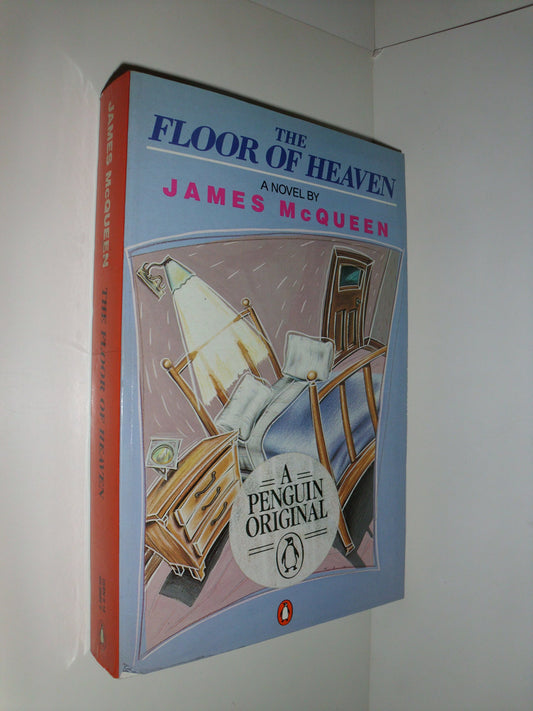 THE
FLOOR OF HEAVEN
A NOVEL BY
JAMES McQUEEN
A
PENGUIN
ORIGINAL
JAMES McQUEEN THE FLOOR OF HEAVEN